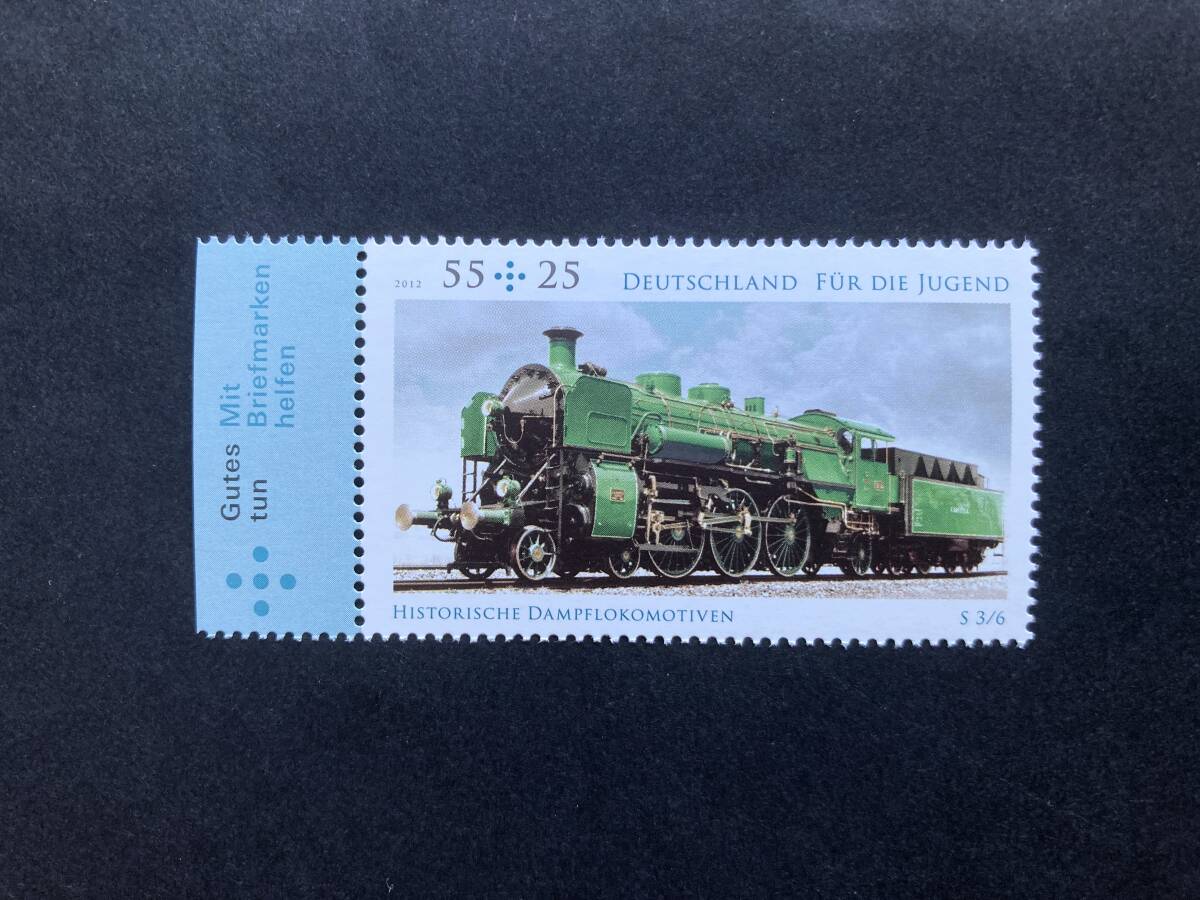 Gutes
tun
Mit
Briefmarken
helfen
2012 55 + 25 DEUTSCHLAND FÜR DIE JUGEND
HISTORISCHE DAMPFLOKOMOTIVEN S 3/6